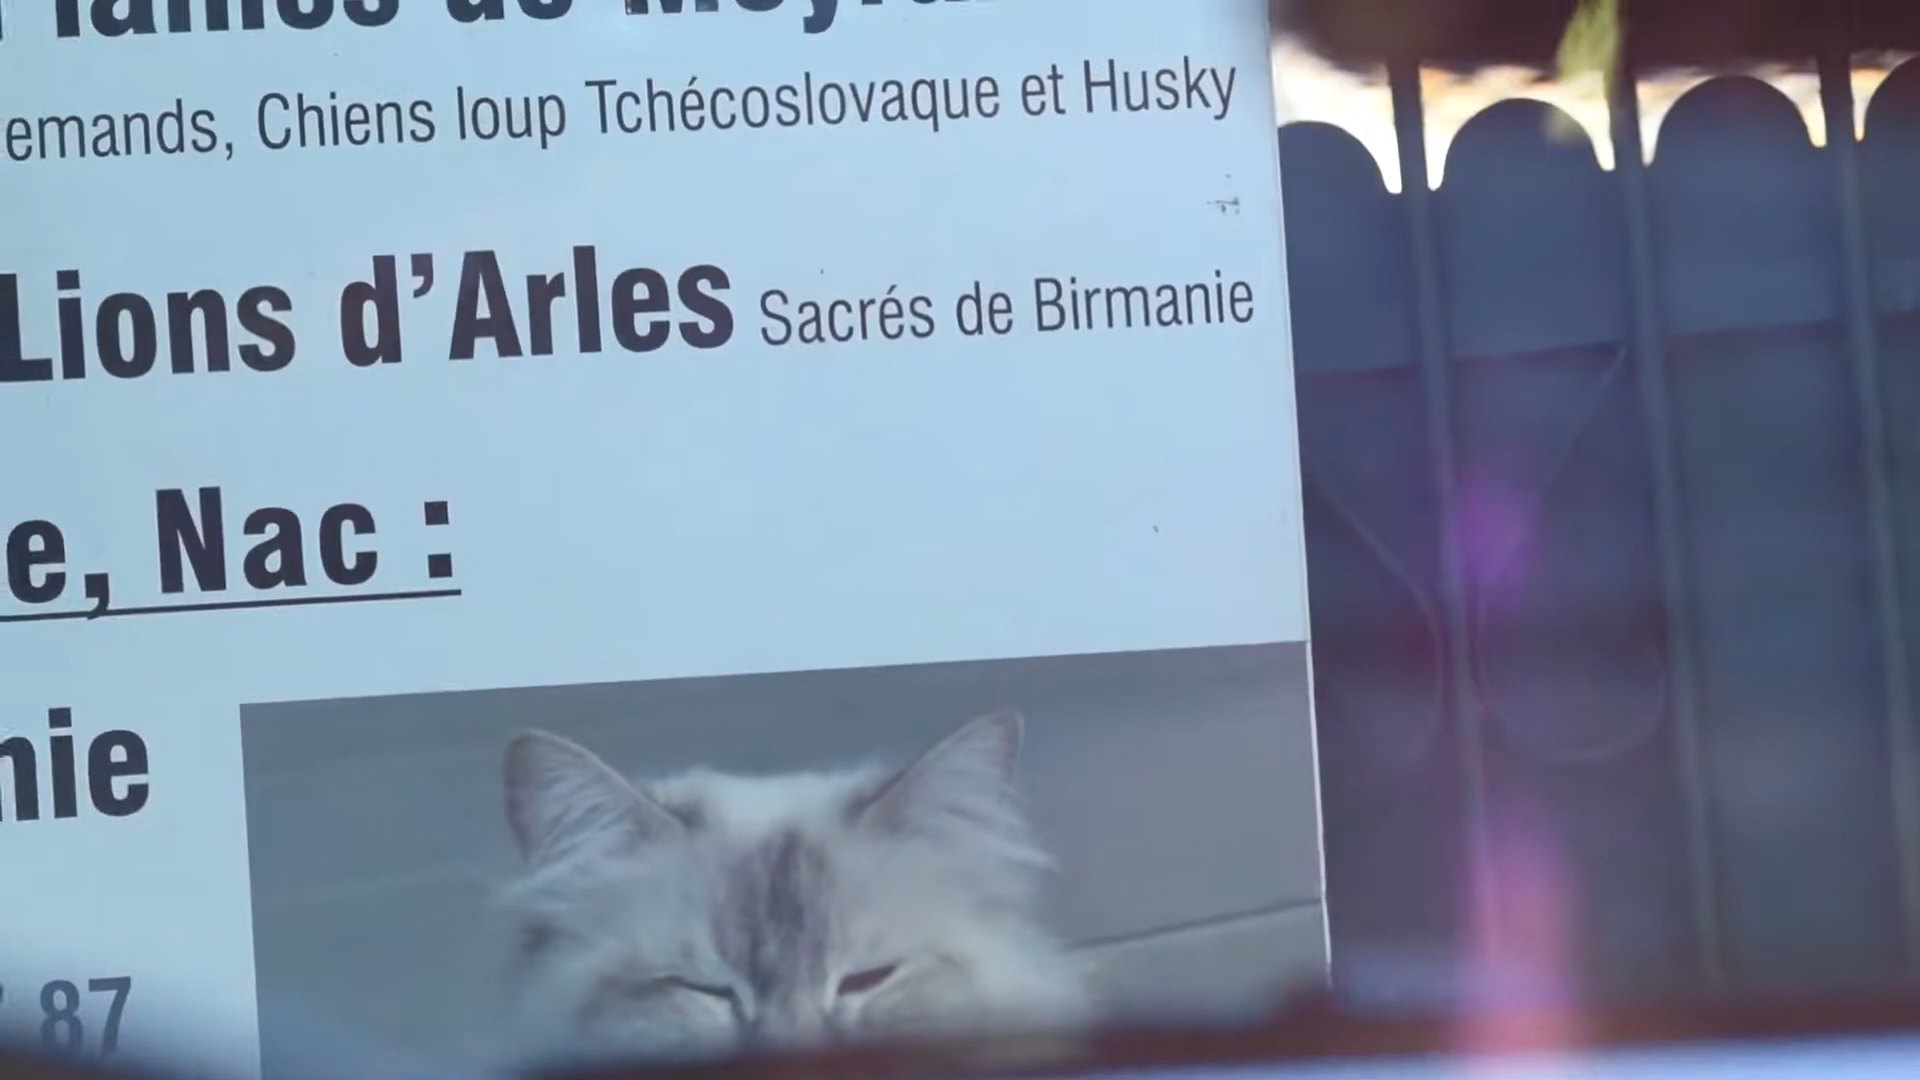 emands, Chiens loup Tchécoslovaque et Husky
Lions d’Arles Sacrés de Birmanie
e, Nac :
nie
87